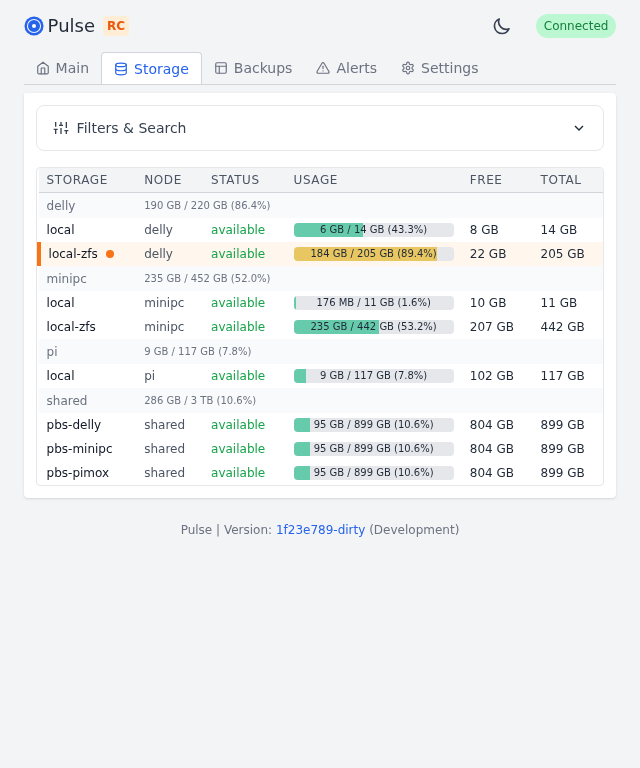 Pulse RC Connected
Main Storage Backups Alerts Settings
Filters & Search
STORAGE NODE STATUS USAGE FREE TOTAL
delly 190 GB / 220 GB (86.4%)
local delly available 6 GB / 14 GB (43.3%) 8 GB 14 GB
local-zfs delly available 184 GB / 205 GB (89.4%) 22 GB 205 GB
minipc 235 GB / 452 GB (52.0%)
local minipc available 176 MB / 11 GB (1.6%) 10 GB 11 GB
local-zfs minipc available 235 GB / 442 GB (53.2%) 207 GB 442 GB
pi 9 GB / 117 GB (7.8%)
local pi available 9 GB / 117 GB (7.8%) 102 GB 117 GB
shared 286 GB / 3 TB (10.6%)
pbs-delly shared available 95 GB / 899 GB (10.6%) 804 GB 899 GB
pbs-minipc shared available 95 GB / 899 GB (10.6%) 804 GB 899 GB
pbs-pimox shared available 95 GB / 899 GB (10.6%) 804 GB 899 GB
Pulse | Version: 1f23e789-dirty (Development)